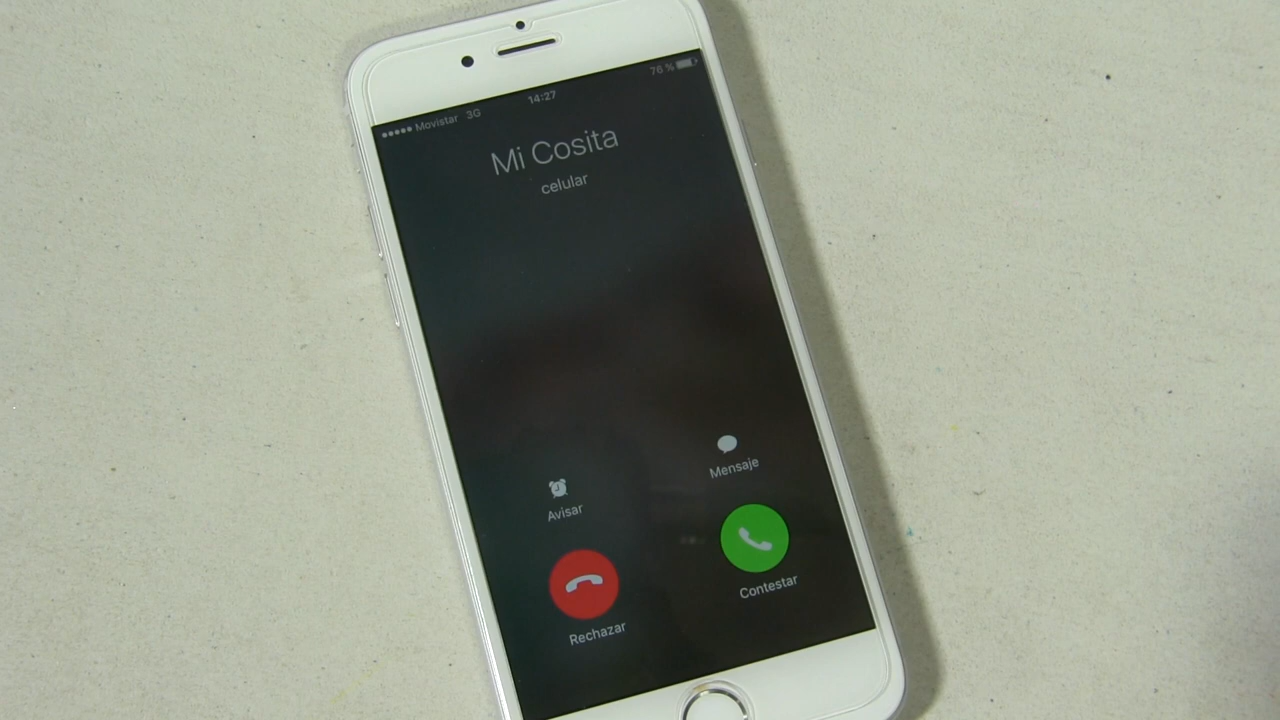 Movistar 3G 14:27 76 %
Mi Cosita
celular
Avisar Mensaje
Rechazar Contestar